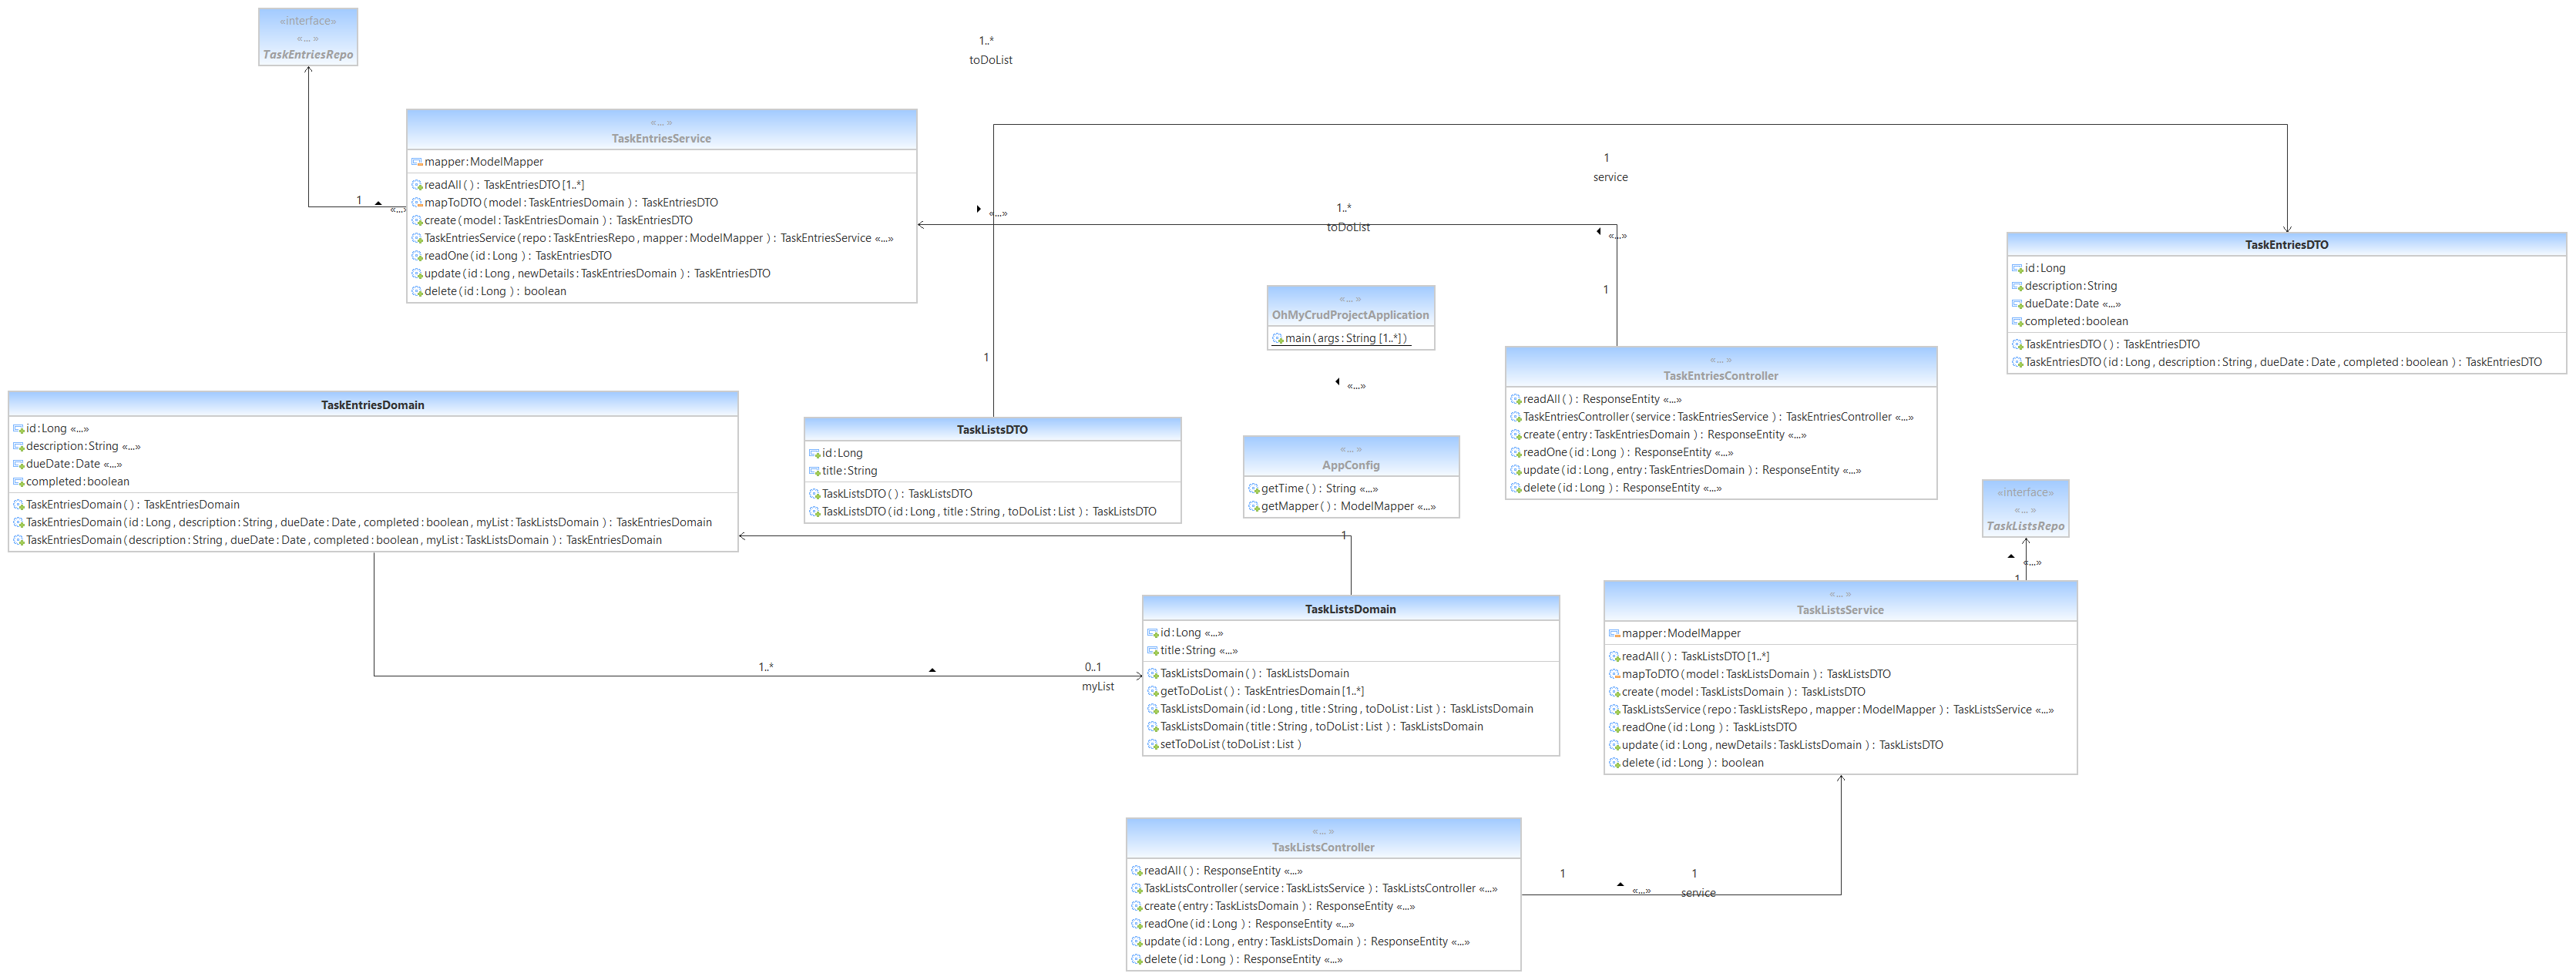 «interface»
«... »
TaskEntriesRepo
1..*
toDoList
«... »
TaskEntriesService
mapper:ModelMapper
readAll() : TaskEntriesDTO[1..*]
mapToDTO(model:TaskEntriesDomain) : TaskEntriesDTO
create(model:TaskEntriesDomain) : TaskEntriesDTO
TaskEntriesService(repo:TaskEntriesRepo, mapper:ModelMapper) : TaskEntriesService «...»
readOne(id:Long) : TaskEntriesDTO
update(id:Long, newDetails:TaskEntriesDomain) : TaskEntriesDTO
delete(id:Long) : boolean
1
«...»
«...»
1
service
1..*
toDoList
«...»
1
1
TaskEntriesDTO
id:Long
description:String
dueDate:Date «...»
completed:boolean
TaskEntriesDTO() : TaskEntriesDTO
TaskEntriesDTO(id:Long, description:String, dueDate:Date, completed:boolean) : TaskEntriesDTO
«... »
OhMyCrudProjectApplication
main(args:String[1..*])
«...»
«... »
TaskEntriesController
readAll() : ResponseEntity «...»
TaskEntriesController(service:TaskEntriesService) : TaskEntriesController «...»
create(entry:TaskEntriesDomain) : ResponseEntity «...»
readOne(id:Long) : ResponseEntity «...»
update(id:Long, entry:TaskEntriesDomain) : ResponseEntity «...»
delete(id:Long) : ResponseEntity «...»
TaskEntriesDomain
id:Long «...»
description:String «...»
dueDate:Date «...»
completed:boolean
TaskEntriesDomain() : TaskEntriesDomain
TaskEntriesDomain(id:Long, description:String, dueDate:Date, completed:boolean, myList:TaskListsDomain) : TaskEntriesDomain
TaskEntriesDomain(description:String, dueDate:Date, completed:boolean, myList:TaskListsDomain) : TaskEntriesDomain
TaskListsDTO
id:Long
title:String
TaskListsDTO() : TaskListsDTO
TaskListsDTO(id:Long, title:String, toDoList:List) : TaskListsDTO
«... »
AppConfig
getTime() : String «...»
getMapper() : ModelMapper «...»
1
«interface»
«... »
TaskListsRepo
«...»
1
TaskListsDomain
id:Long «...»
title:String «...»
TaskListsDomain() : TaskListsDomain
getToDoList() : TaskEntriesDomain[1..*]
TaskListsDomain(id:Long, title:String, toDoList:List) : TaskListsDomain
TaskListsDomain(title:String, toDoList:List) : TaskListsDomain
setToDoList(toDoList:List)
1..*
0..1
myList
«... »
TaskListsService
mapper:ModelMapper
readAll() : TaskListsDTO[1..*]
mapToDTO(model:TaskListsDomain) : TaskListsDTO
create(model:TaskListsDomain) : TaskListsDTO
TaskListsService(repo:TaskListsRepo, mapper:ModelMapper) : TaskListsService «...»
readOne(id:Long) : TaskListsDTO
update(id:Long, newDetails:TaskListsDomain) : TaskListsDTO
delete(id:Long) : boolean
«... »
TaskListsController
readAll() : ResponseEntity «...»
TaskListsController(service:TaskListsService) : TaskListsController «...»
create(entry:TaskListsDomain) : ResponseEntity «...»
readOne(id:Long) : ResponseEntity «...»
update(id:Long, entry:TaskListsDomain) : ResponseEntity «...»
delete(id:Long) : ResponseEntity «...»
1
«...»
1
service